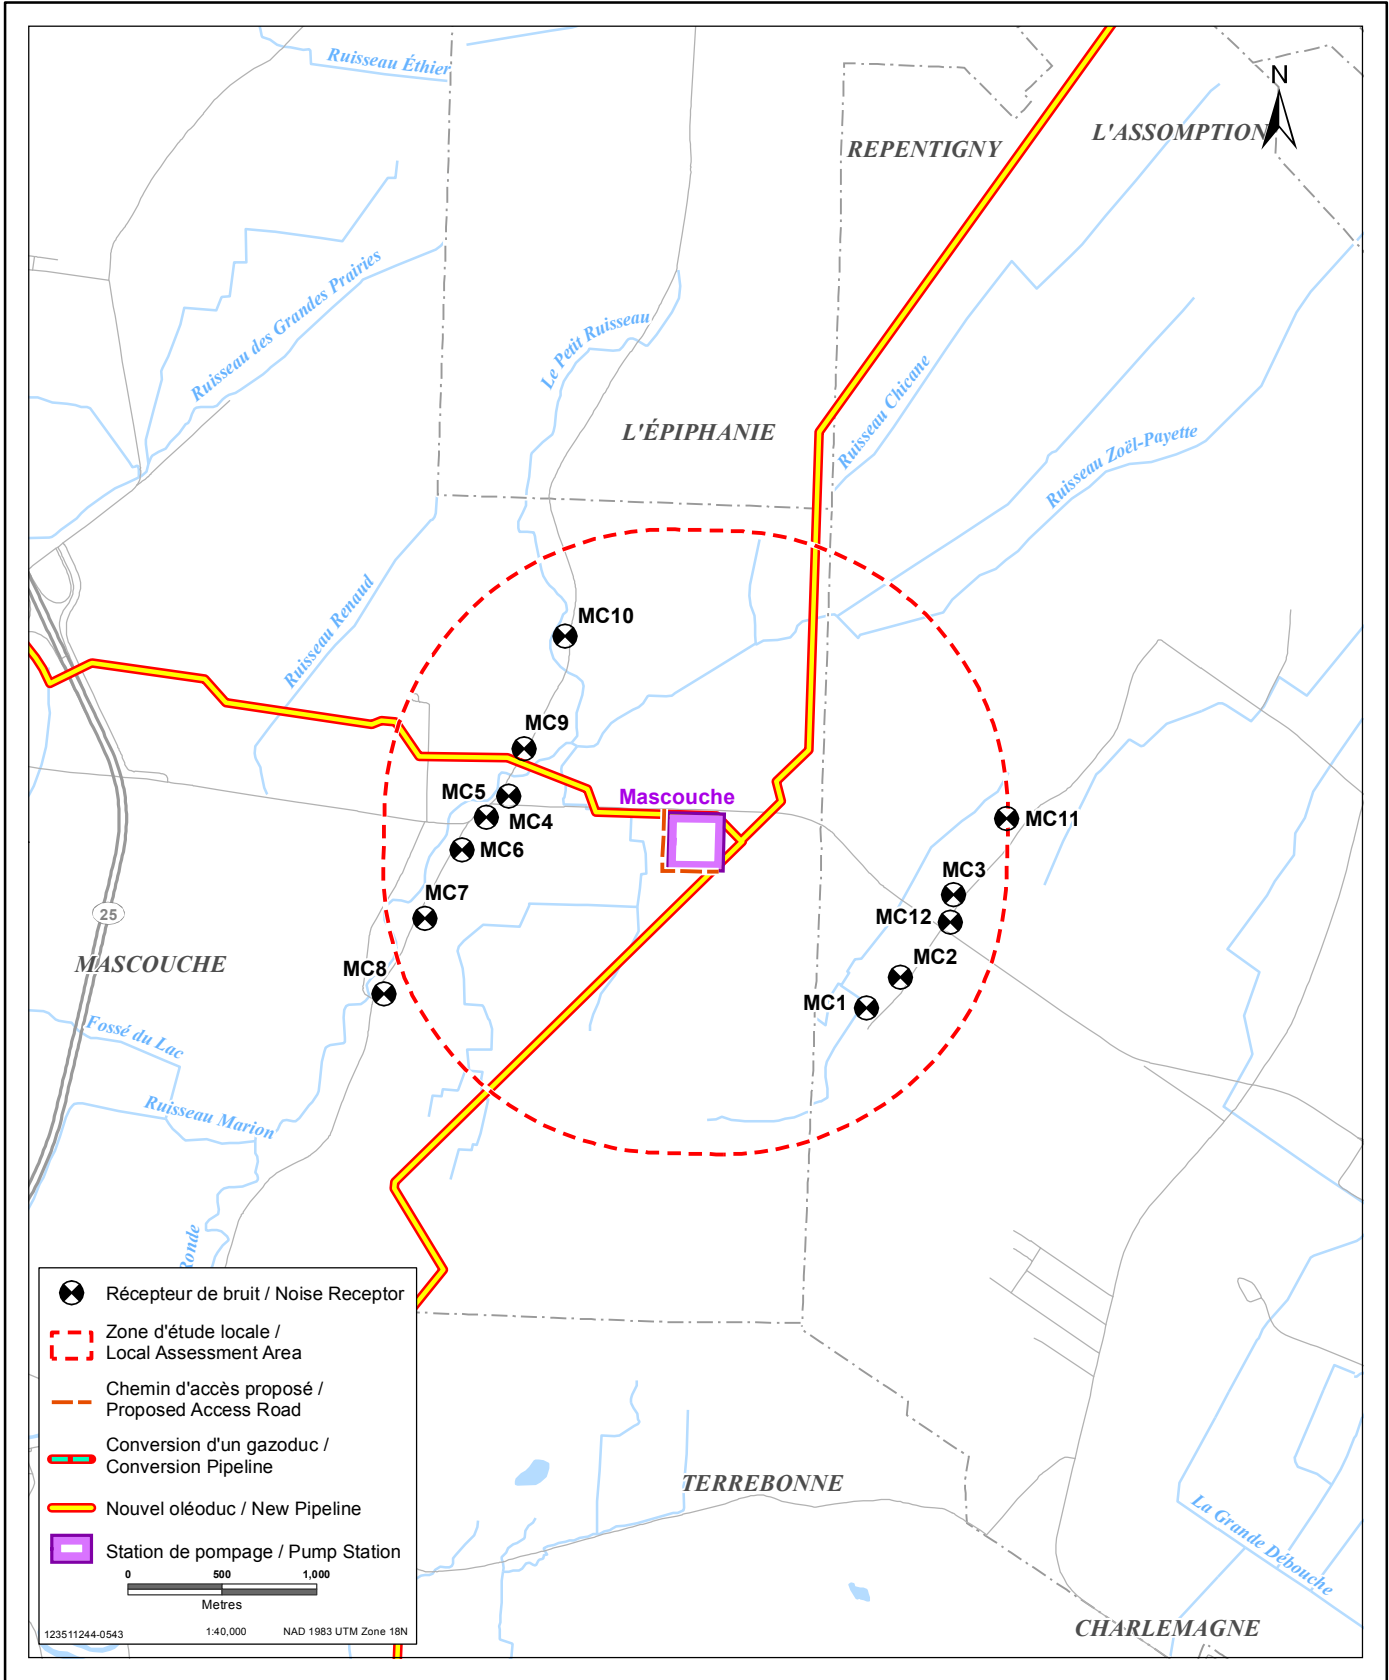 Ruisseau Éthier
N
L'ASSOMPTION
REPENTIGNY
Ruisseau des Grandes Prairies
Le Petit Ruisseau
Ruisseau Chicane
L'ÉPIPHANIE
Ruisseau Zoël-Payette
Ruisseau Renaud
MC10
MC9
MC5
Mascouche
MC4
MC11
MC6
MC3
MC7
MC12
25
MASCOUCHE
MC8
MC2
MC1
Fossé du Lac
Ruisseau Marion
Ronde
Récepteur de bruit / Noise Receptor
Zone d'étude locale /
Local Assessment Area
Chemin d'accès proposé /
Proposed Access Road
Conversion d'un gazoduc /
Conversion Pipeline
Nouvel oléoduc / New Pipeline
Station de pompage / Pump Station
0 500 1,000
Metres
123511244-0543 1:40,000 NAD 1983 UTM Zone 18N
TERREBONNE
La Grande Débouche
CHARLEMAGNE